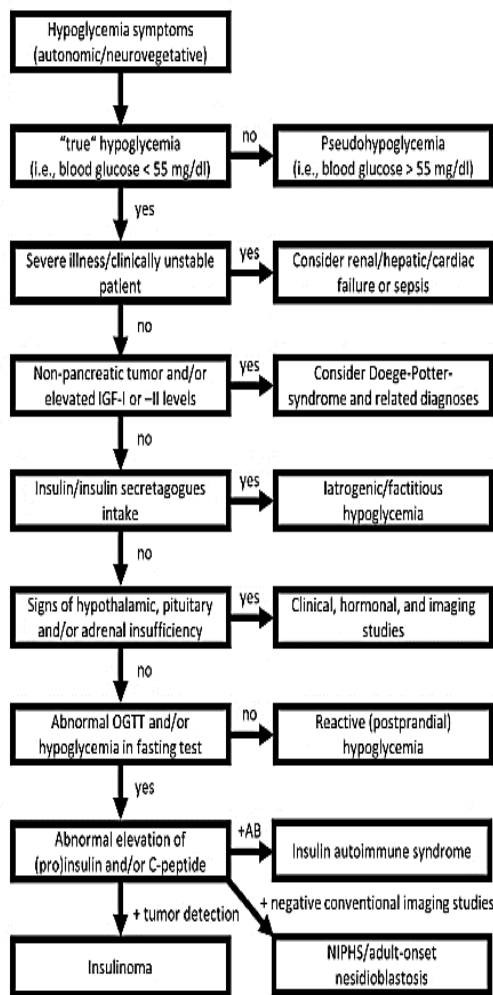 Hypoglycemia symptoms
(autonomic/neurovegetative)
"true" hypoglycemia
(i.e., blood glucose < 55 mg/dl)
no
Pseudohypoglycemia
(i.e., blood glucose > 55 mg/dl)
yes
Severe illness/clinically unstable
patient
yes
Consider renal/hepatic/cardiac
failure or sepsis
no
Non-pancreatic tumor and/or
elevated IGF-I or –II levels
yes
Consider Doege-Potter-
syndrome and related diagnoses
no
Insulin/insulin secretagogues
intake
yes
Iatrogenic/factitious
hypoglycemia
no
Signs of hypothalamic, pituitary
and/or adrenal insufficiency
yes
Clinical, hormonal, and imaging
studies
no
Abnormal OGTT and/or
hypoglycemia in fasting test
no
Reactive (postprandial)
hypoglycemia
yes
Abnormal elevation of
(pro)insulin and/or C-peptide
+AB
Insulin autoimmune syndrome
+ negative conventional imaging studies
+ tumor detection
Insulinoma
NIPHS/adult-onset
nesidioblastosis